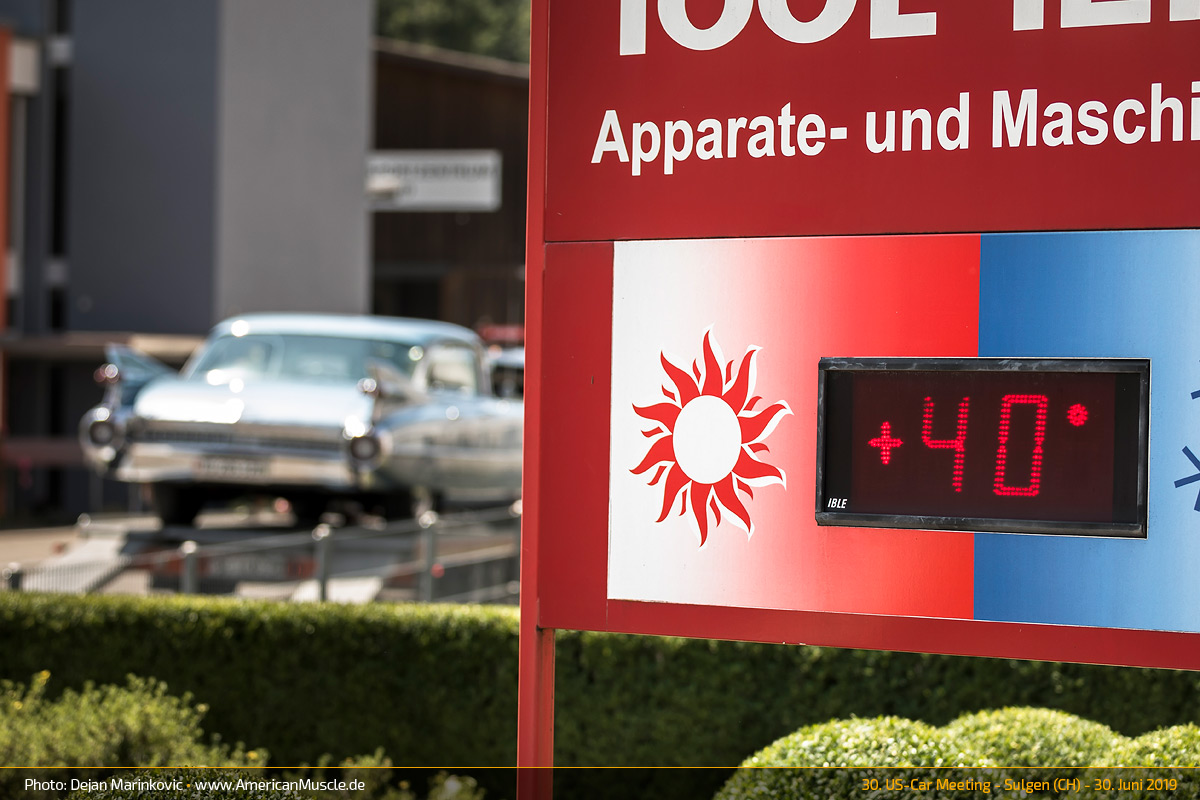 Apparate- und Maschi
+40°
IBLE
Photo: Dejan Marinkovic - www.AmericanMuscle.de
30. US-Car Meeting - Sulgen (CH) - 30. Juni 2019